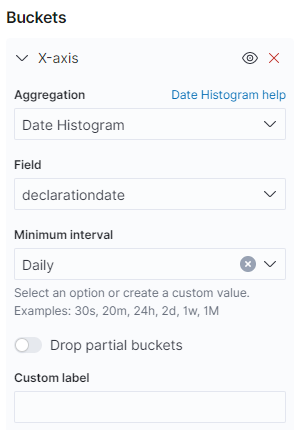 Buckets
X-axis
Aggregation Date Histogram help
Date Histogram
Field
declarationdate
Minimum interval
Daily
Select an option or create a custom value.
Examples: 30s, 20m, 24h, 2d, 1w, 1M
Drop partial buckets
Custom label